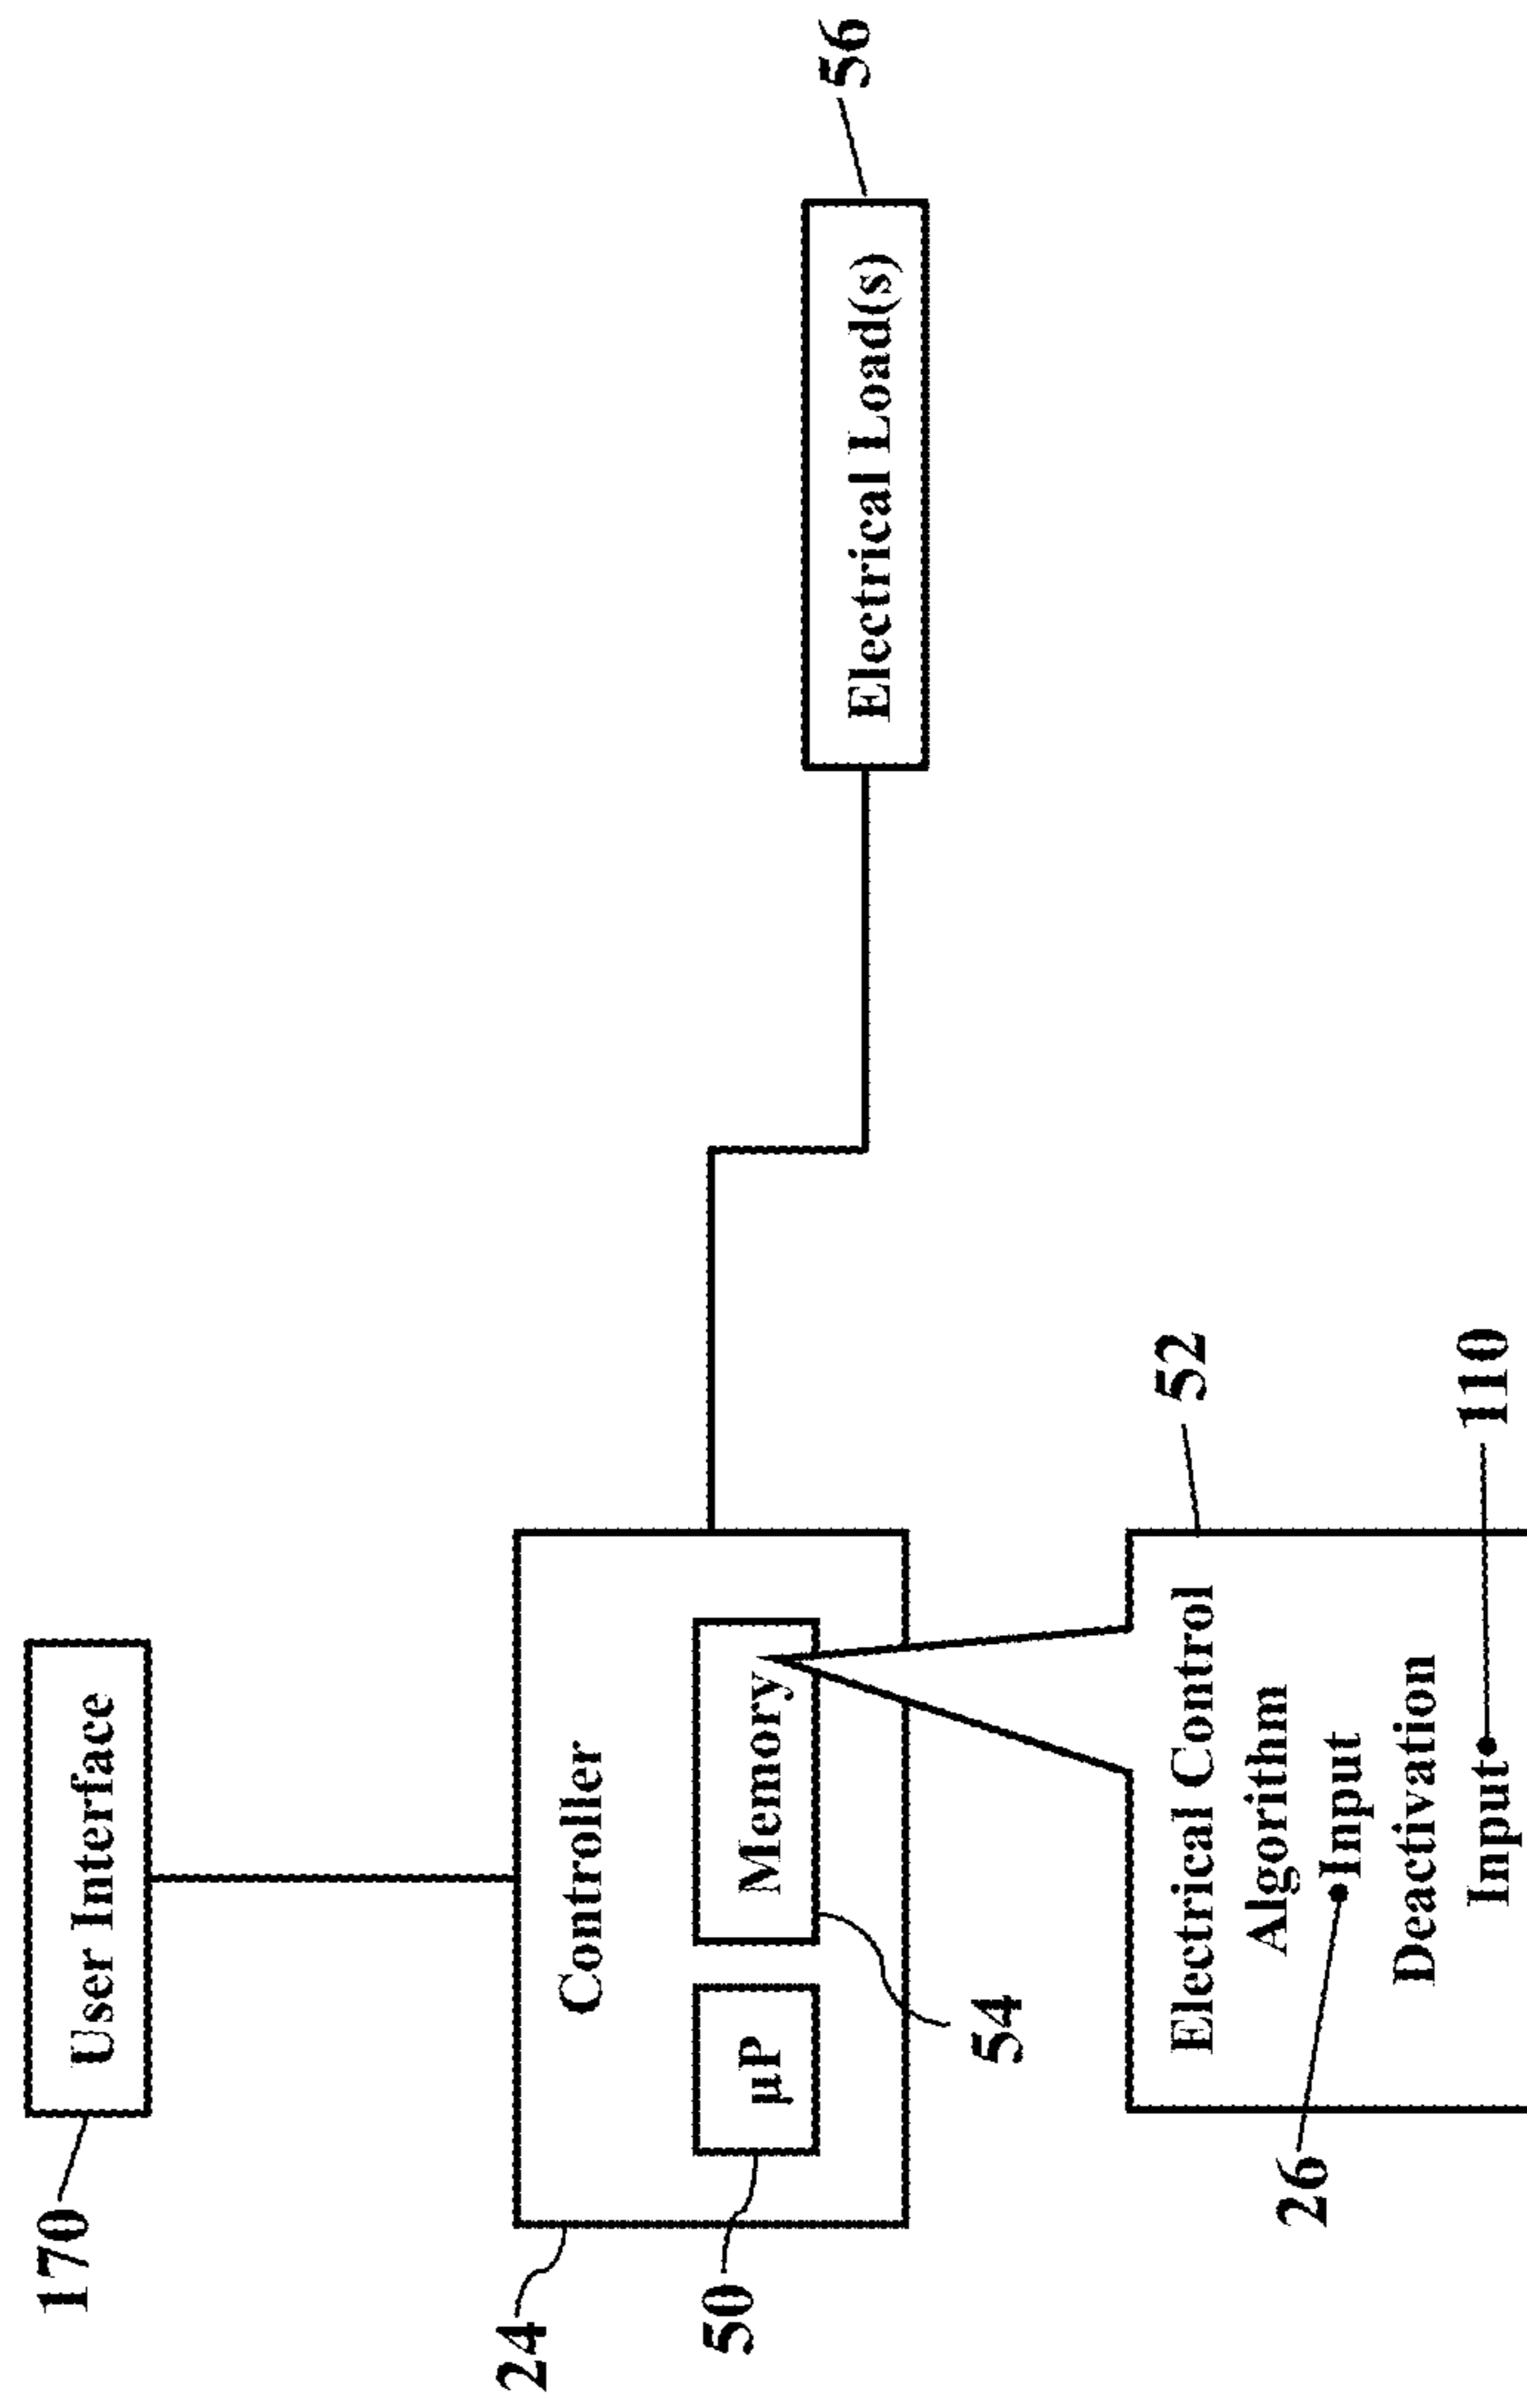 170
User Interface
24
Controller
50
µP
Memory
54
56
Electrical Load(s)
52
Electrical Control
Algorithm
26
Input
Deactivation
Input
110